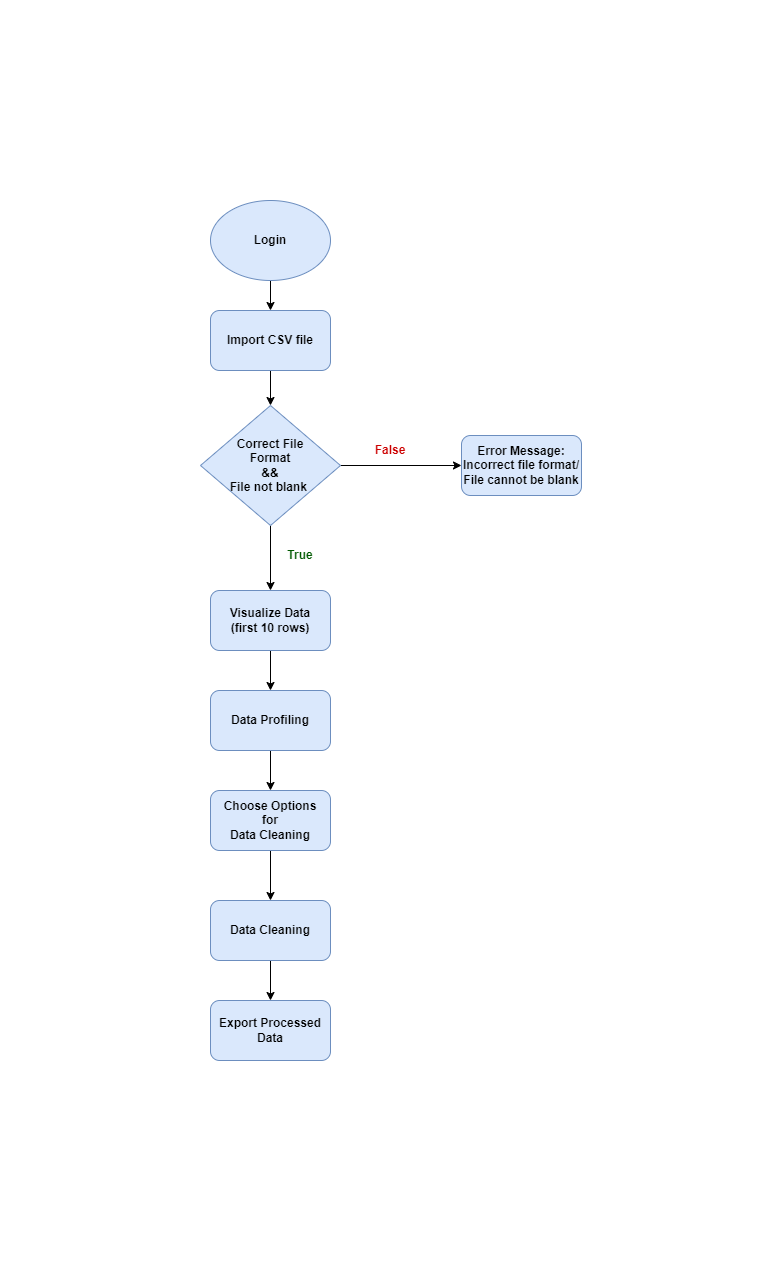 Login
Import CSV file
Correct File
Format
&&
File not blank
False
Error Message:
Incorrect file format/
File cannot be blank
True
Visualize Data
(first 10 rows)
Data Profiling
Choose Options
for
Data Cleaning
Data Cleaning
Export Processed
Data